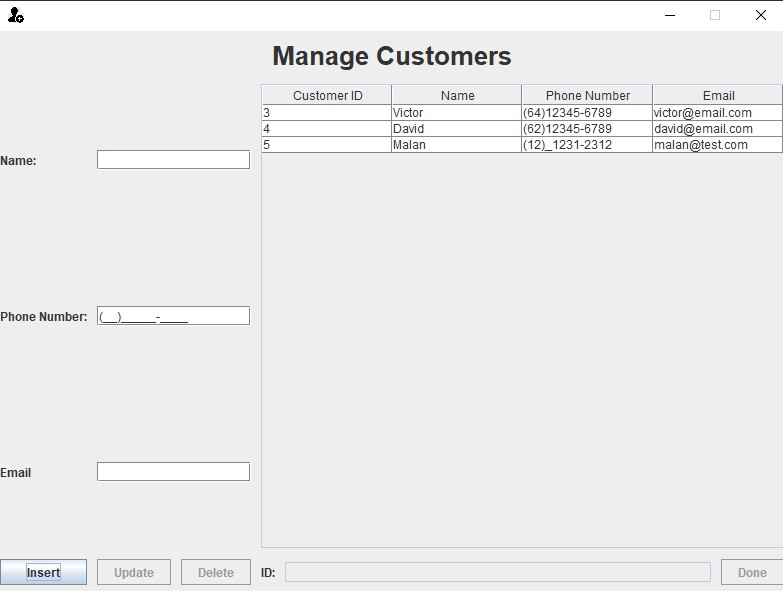 Manage Customers
Customer ID Name Phone Number Email
3 Victor (64)12345-6789 victor@email.com
4 David (62)12345-6789 david@email.com
5 Malan (12)_1231-2312 malan@test.com
Name:
Phone Number: (__)_____-____
Email
Insert Update Delete ID: Done